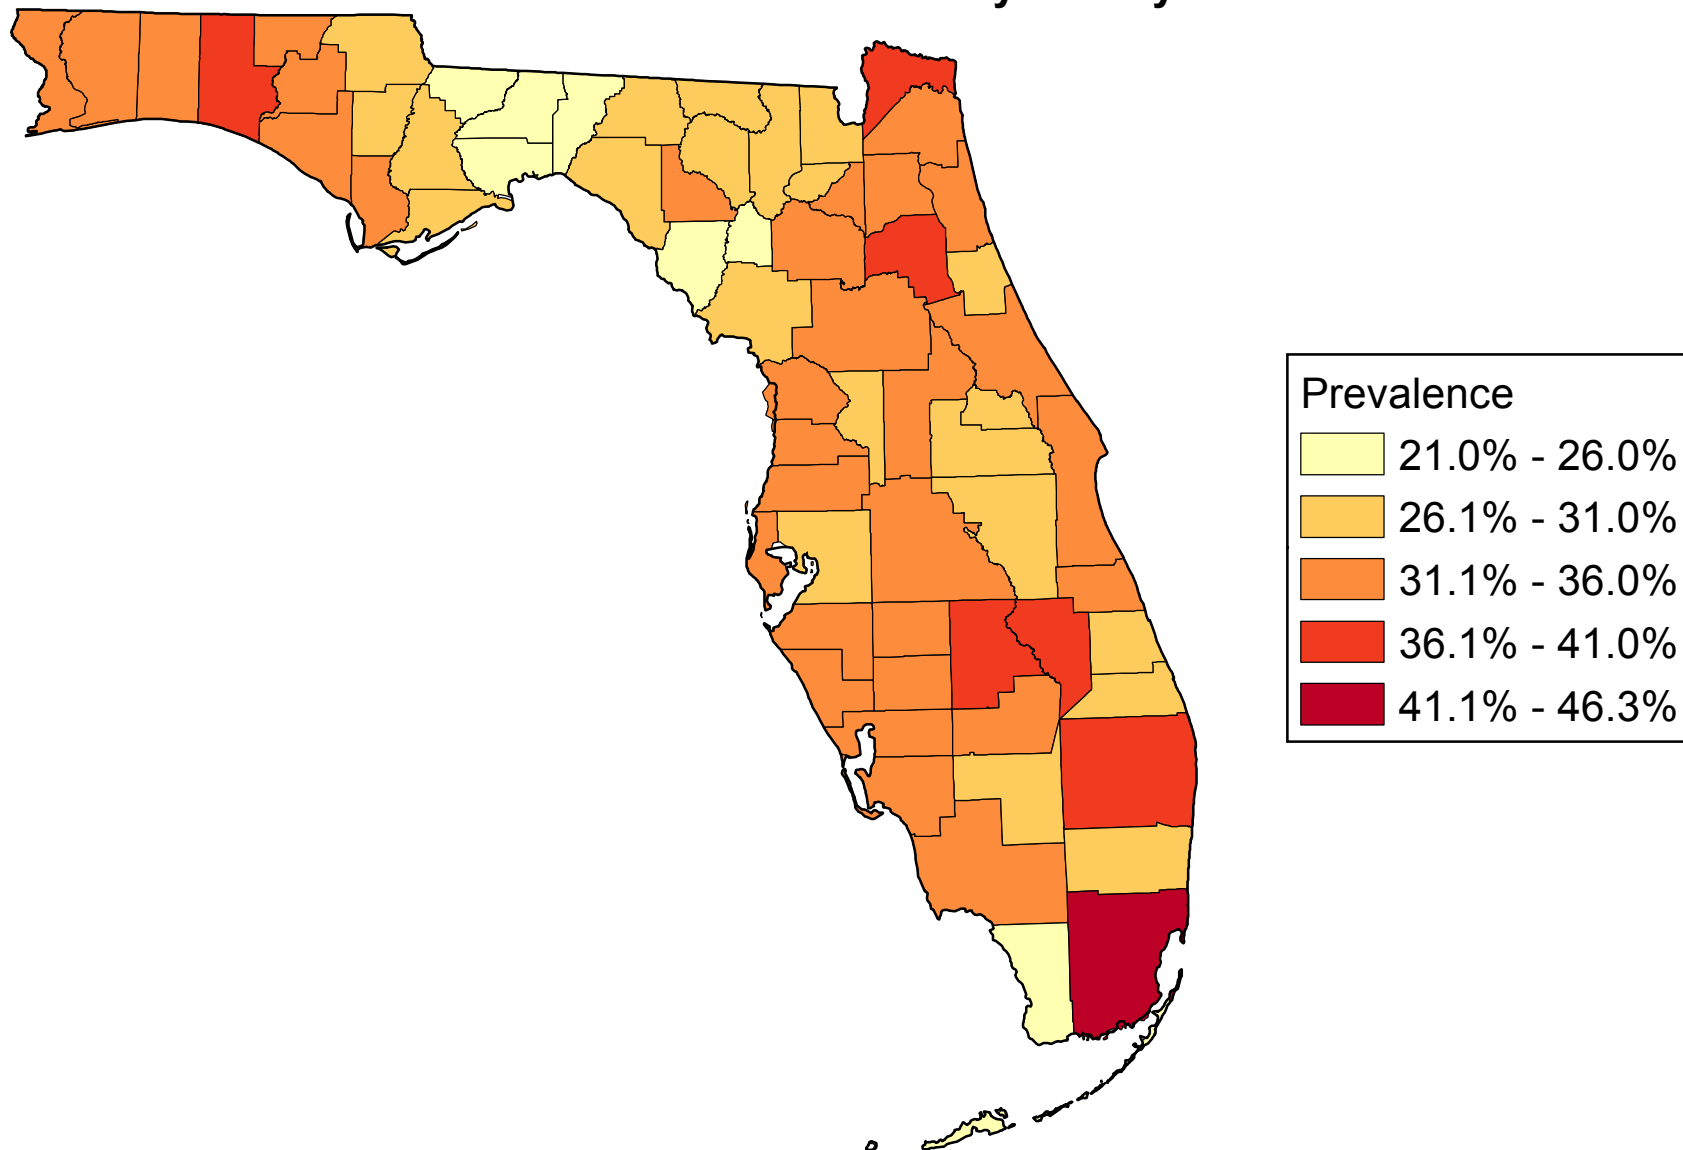 Prevalence
21.0% - 26.0%
26.1% - 31.0%
31.1% - 36.0%
36.1% - 41.0%
41.1% - 46.3%